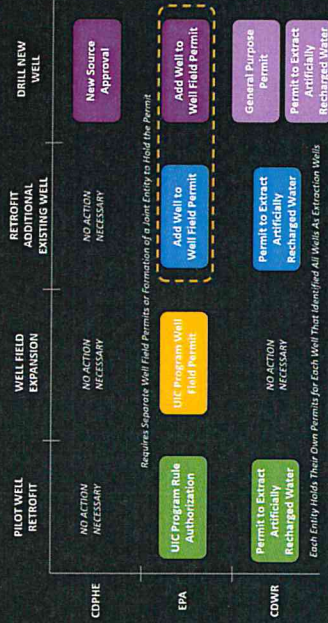 PILOT WELL
RETROFIT
WELL FIELD
EXPANSION
RETROFIT
ADDITIONAL
EXISTING WELL
DRILL NEW
WELL
CDPHE
NO ACTION
NECESSARY
NO ACTION
NECESSARY
NO ACTION
NECESSARY
New Source
Approval
Requires Separate Well Field Permits or Formation of a Joint Entity to Hold the Permit
EPA
UIC Program Rule
Authorization
UIC Program Well
Field Permit
Add Well to
Well Field Permit
Add Well to
Well Field Permit
CDWR
Permit to Extract
Artificially
Recharged Water
NO ACTION
NECESSARY
Permit to Extract
Artificially
Recharged Water
General Purpose
Permit
Permit to Extract
Artificially
Recharged Water
Each Entity Holds Their Own Permits for Each Well That Identified All Wells As Extraction Wells